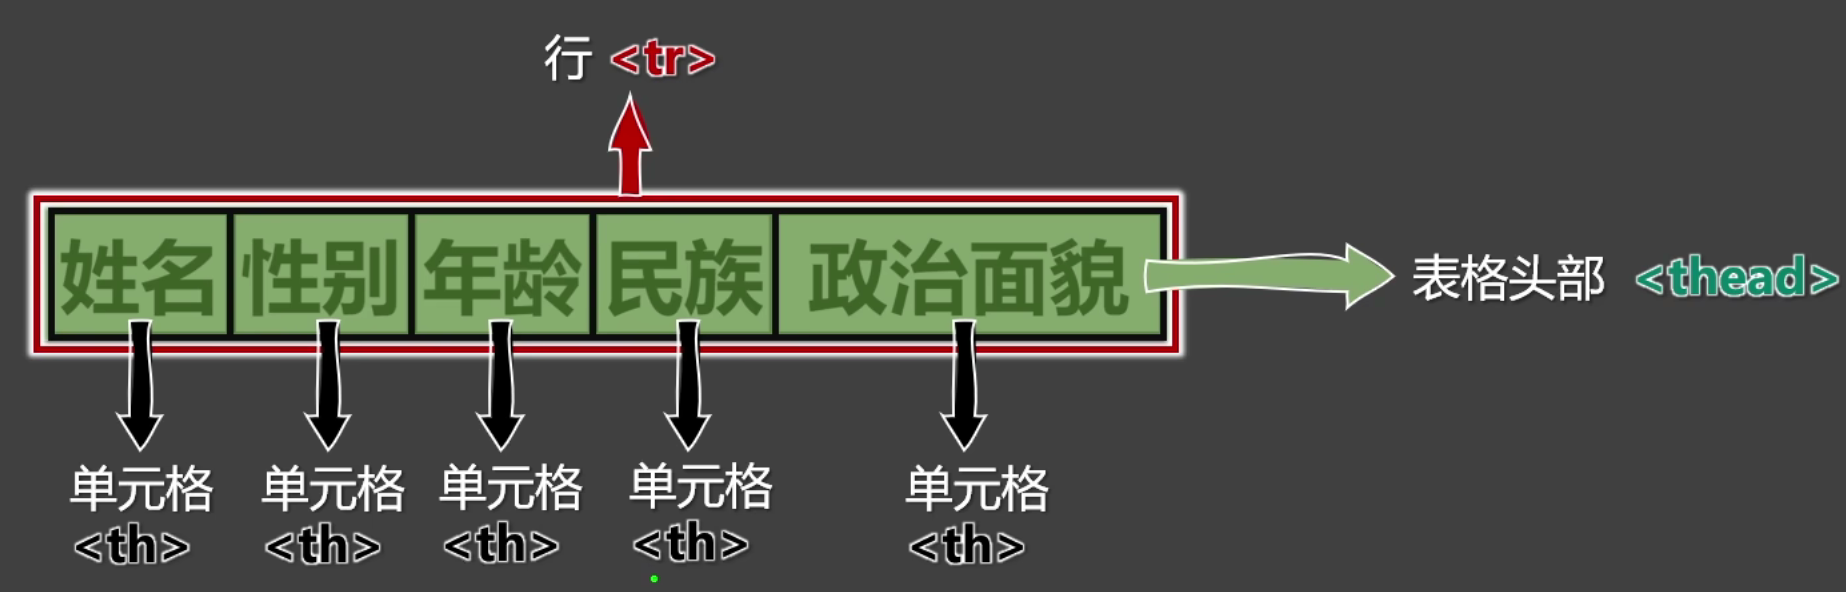 行 <tr>
姓名 性别 年龄 民族 政治面貌
表格头部 <thead>
单元格 单元格 单元格 单元格 单元格
<th> <th> <th> <th> <th>